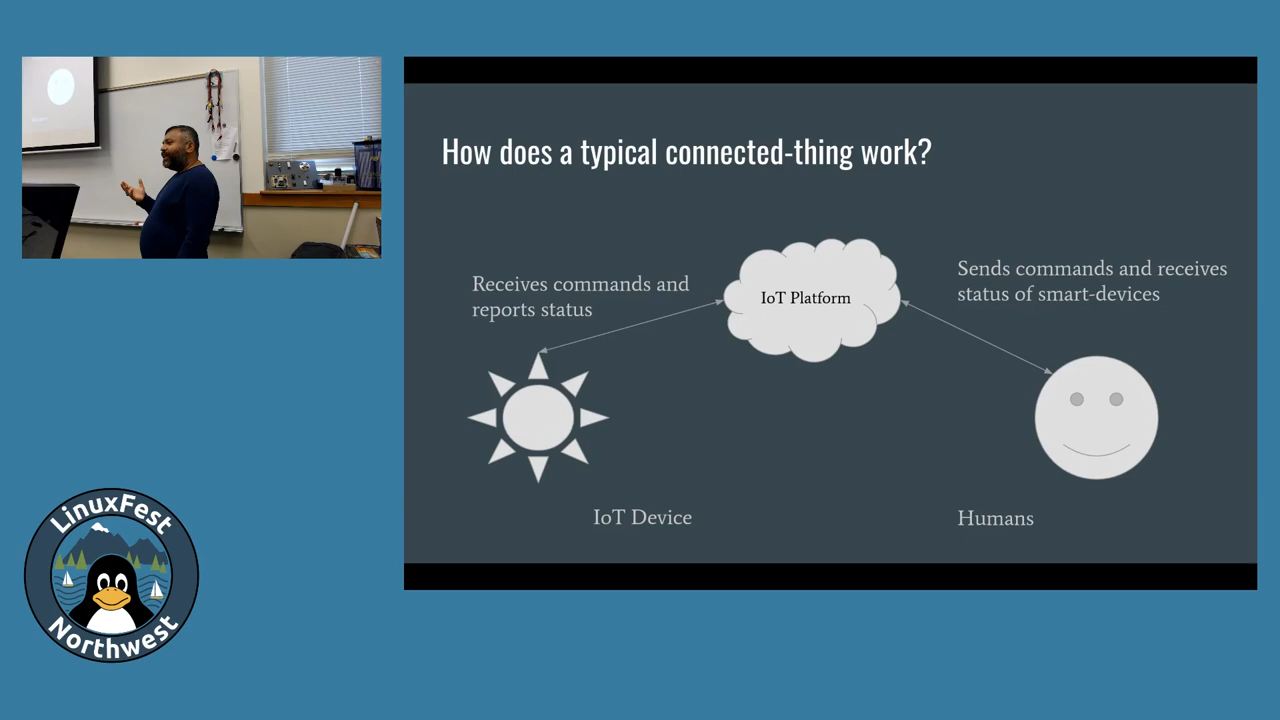 How does a typical connected-thing work?
Receives commands and
reports status
IoT Platform
Sends commands and receives
status of smart-devices
IoT Device
Humans
LinuxFest
Northwest